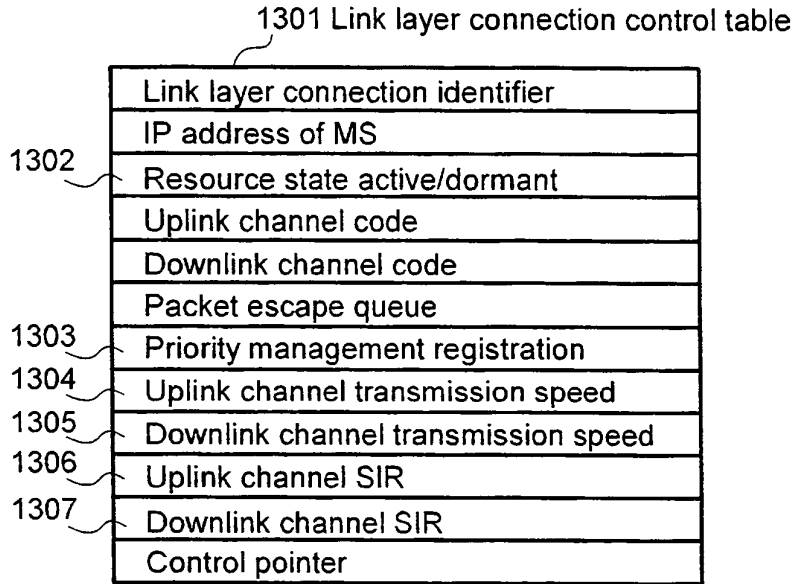 1301 Link layer connection control table
Link layer connection identifier
IP address of MS
1302 Resource state active/dormant
Uplink channel code
Downlink channel code
Packet escape queue
1303 Priority management registration
1304 Uplink channel transmission speed
1305 Downlink channel transmission speed
1306 Uplink channel SIR
1307 Downlink channel SIR
Control pointer